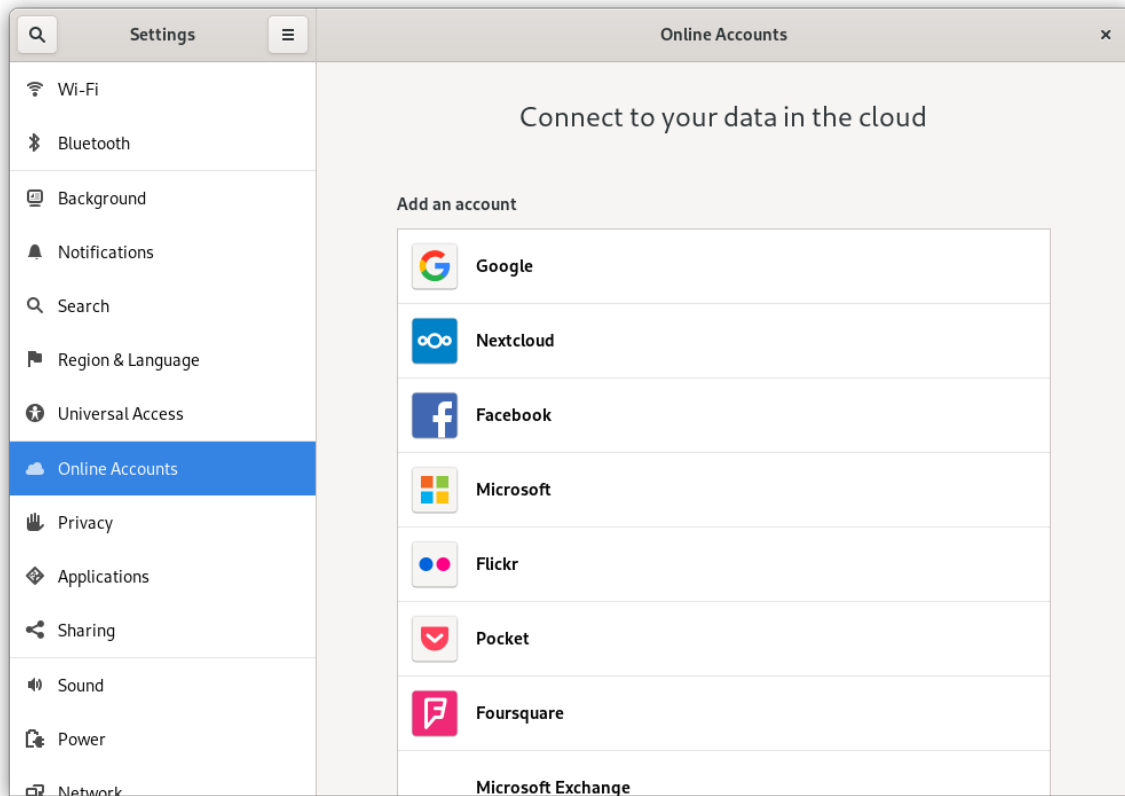 Settings
Online Accounts
Wi-Fi
Bluetooth
Background
Notifications
Search
Region & Language
Universal Access
Online Accounts
Privacy
Applications
Sharing
Sound
Power
Network
Connect to your data in the cloud
Add an account
Google
Nextcloud
Facebook
Microsoft
Flickr
Pocket
Foursquare
Microsoft Exchange